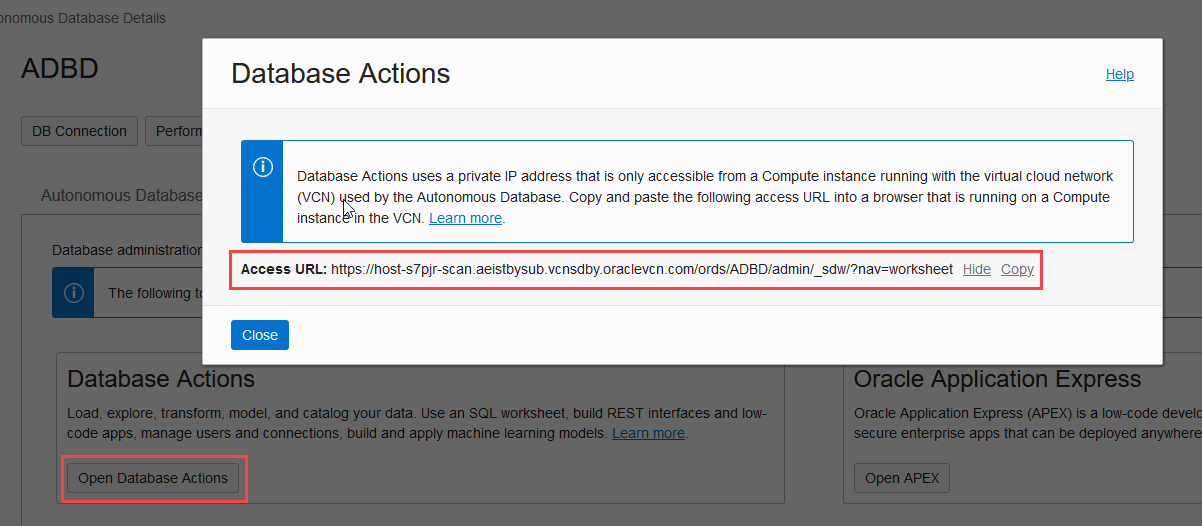 Autonomous Database Details
ADBD
DB Connection
Perform
Autonomous Database
Database administration
The following to
Database Actions
Help
Database Actions uses a private IP address that is only accessible from a Compute instance running with the virtual cloud network
(VCN) used by the Autonomous Database. Copy and paste the following access URL into a browser that is running on a Compute
instance in the VCN. Learn more.
Access URL: https://host-s7pjr-scan.aeistbysub.vcnsdby.oraclevcn.com/ords/ADBD/admin/_sdw/?nav=worksheet Hide Copy
Close
Database Actions
Load, explore, transform, model, and catalog your data. Use an SQL worksheet, build REST interfaces and low-
code apps, manage users and connections, build and apply machine learning models. Learn more.
Open Database Actions
Oracle Application Express
Oracle Application Express (APEX) is a low-code develo
secure enterprise apps that can be deployed anywhere
Open APEX